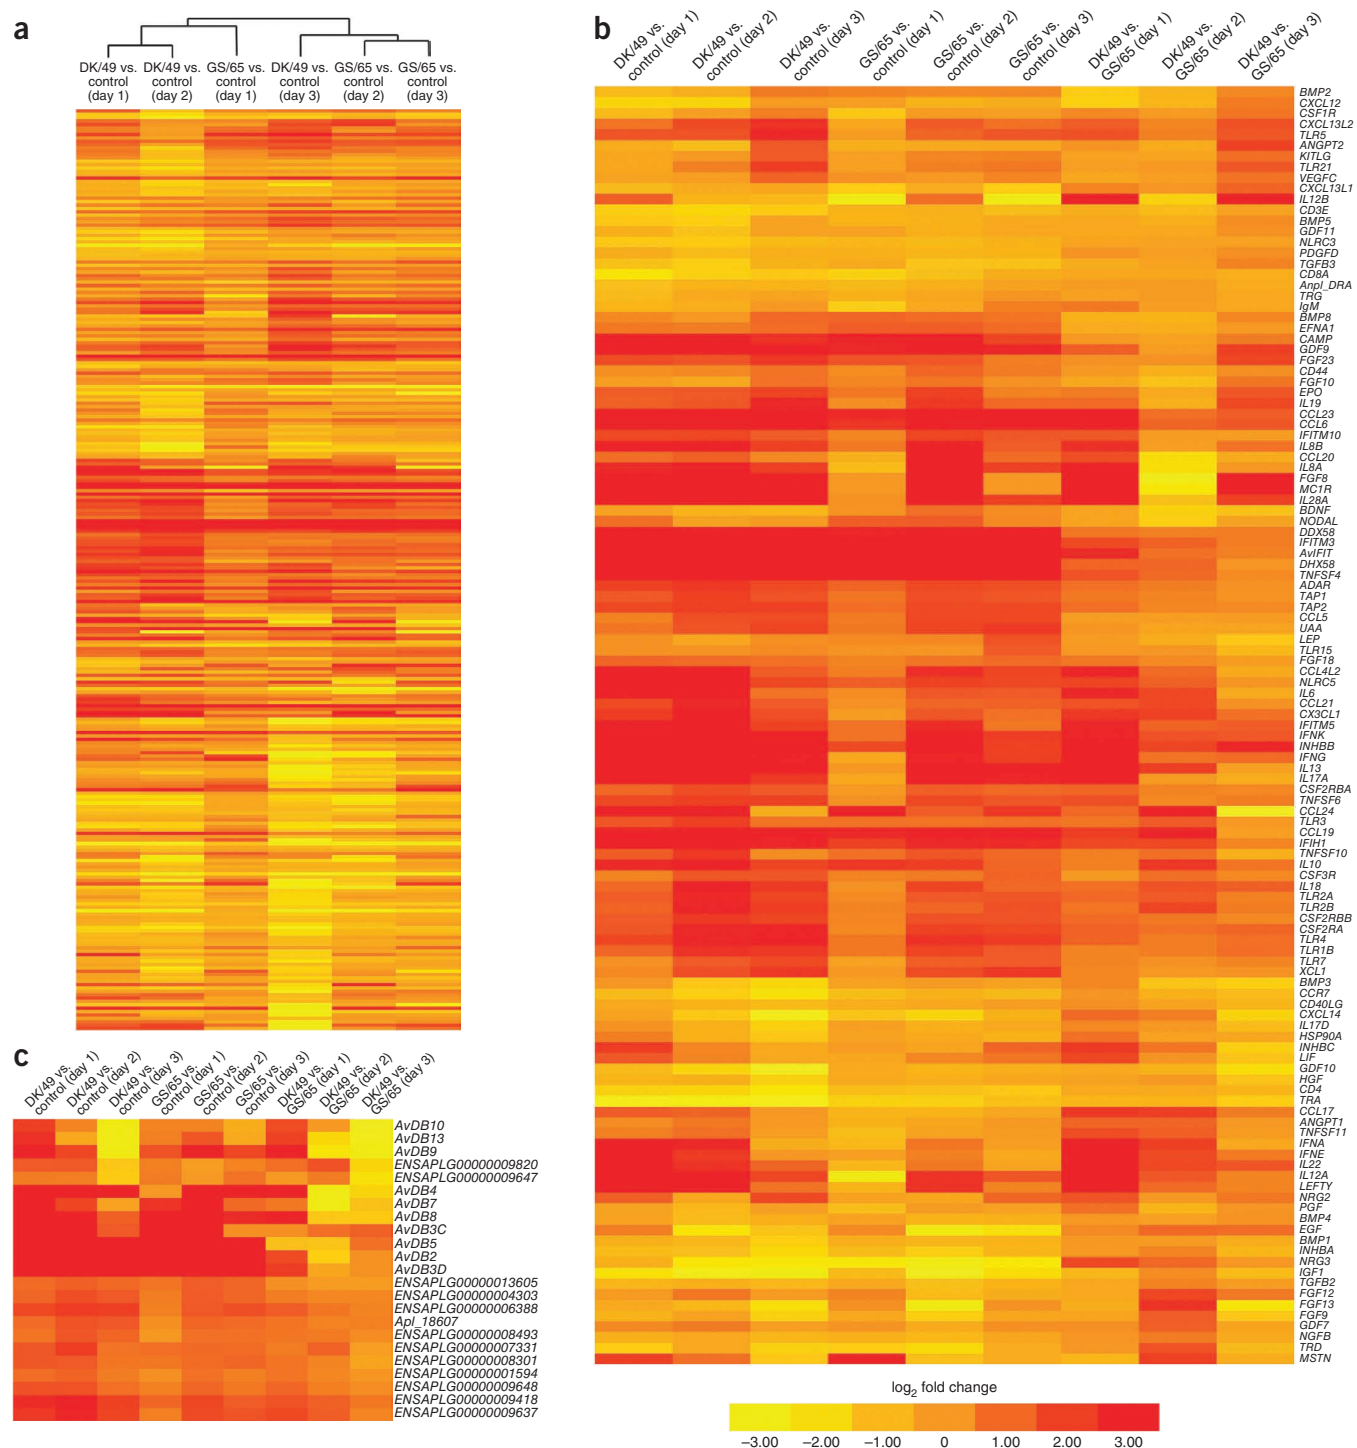 a
DK/49 vs.
control
(day 1)
DK/49 vs.
control
(day 2)
GS/65 vs.
control
(day 1)
DK/49 vs.
control
(day 3)
GS/65 vs.
control
(day 2)
GS/65 vs.
control
(day 3)
b
DK/49 vs.
control (day 1)
DK/49 vs.
control (day 2)
DK/49 vs.
control (day 3)
GS/65 vs.
control (day 1)
GS/65 vs.
control (day 2)
GS/65 vs.
control (day 3)
DK/49 vs.
GS/65 (day 1)
DK/49 vs.
GS/65 (day 2)
DK/49 vs.
GS/65 (day 3)
BMP2
CXCL12
CSF1R
CXCL13L2
TLR5
ANGPT2
KITLG
TLR21
VEGFC
CXCL13L1
IL12B
CD3E
BMP5
GDF11
NLRC3
PDGFD
TGFB3
CD8A
Anpl_DRA
TRG
IgM
BMP8
EFNA1
CAMP
GDF9
FGF23
CD44
FGF10
EPO
IL19
CCL23
CCL6
IFITM10
IL8B
CCL20
IL8A
FGF8
MC1R
IL28A
BDNF
NODAL
DDX58
IFITM3
AvIFIT
DHX58
TNFSF4
ADAR
TAP1
TAP2
CCL5
UAA
LEP
TLR15
FGF18
CCL4L2
NLRC5
IL6
CCL21
CX3CL1
IFITM5
IFNK
INHBB
IFNG
IL13
IL17A
CSF2RBA
TNFSF6
CCL24
TLR3
CCL19
IFIH1
TNFSF10
IL10
CSF3R
IL18
TLR2A
TLR2B
CSF2RBB
CSF2RA
TLR4
TLR1B
TLR7
XCL1
BMP3
CCR7
CD40LG
CXCL14
IL17D
HSP90A
INHBC
LIF
GDF10
HGF
CD4
TRA
CCL17
ANGPT1
TNFSF11
IFNA
IFNE
IL22
IL12A
LEFTY
NRG2
PGF
BMP4
EGF
BMP1
INHBA
NRG3
IGF1
TGFB2
FGF12
FGF13
FGF9
GDF7
NGFB
TRD
MSTN
c
DK/49 vs.
control (day 1)
DK/49 vs.
control (day 2)
DK/49 vs.
control (day 3)
GS/65 vs.
control (day 1)
GS/65 vs.
control (day 2)
GS/65 vs.
control (day 3)
DK/49 vs.
GS/65 (day 1)
DK/49 vs.
GS/65 (day 2)
DK/49 vs.
GS/65 (day 3)
AvDB10
AvDB13
AvDB9
ENSAPLG00000009820
ENSAPLG00000009647
AvDB4
AvDB7
AvDB8
AvDB3C
AvDB5
AvDB2
AvDB3D
ENSAPLG00000013605
ENSAPLG00000004303
ENSAPLG00000006388
Apl_18607
ENSAPLG00000008493
ENSAPLG00000007331
ENSAPLG00000008301
ENSAPLG00000001594
ENSAPLG00000009648
ENSAPLG00000009418
ENSAPLG00000009637
log2 fold change
–3.00 –2.00 –1.00 0 1.00 2.00 3.00